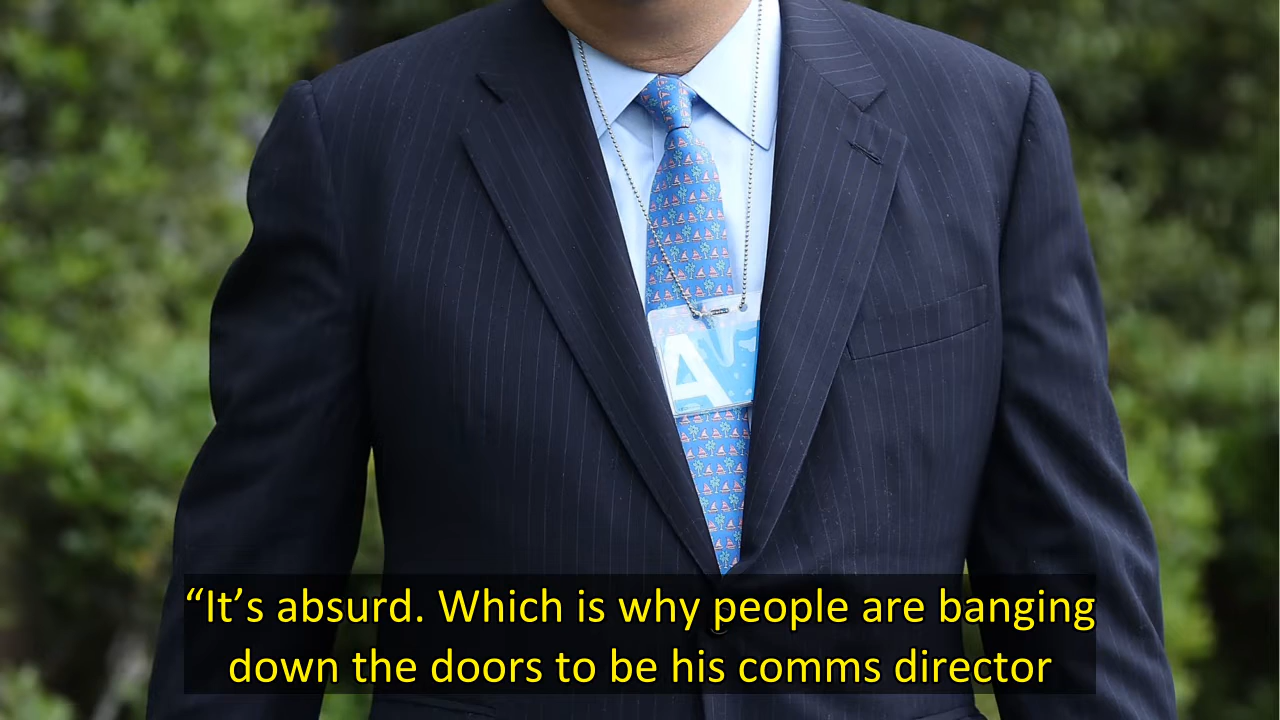 A
“It’s absurd. Which is why people are banging
down the doors to be his comms director